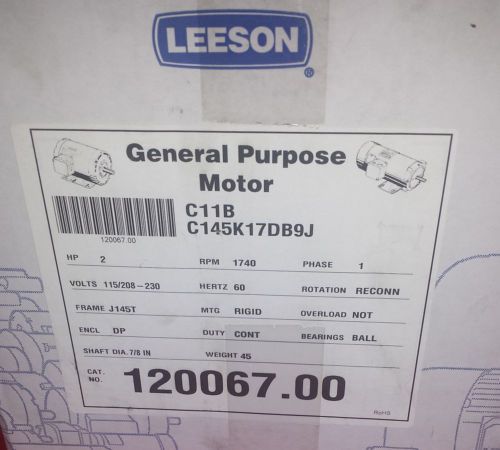 LEESON
®
General Purpose
Motor
C11B
C145K17DB9J
120067.00
HP 2 RPM 1740 PHASE 1
VOLTS 115/208-230 HERTZ 60 ROTATION RECONN
FRAME J145T MTG RIGID OVERLOAD NOT
ENCL DP DUTY CONT BEARINGS BALL
SHAFT DIA. 7/8 IN WEIGHT 45
CAT.
NO. 120067.00
RoHS